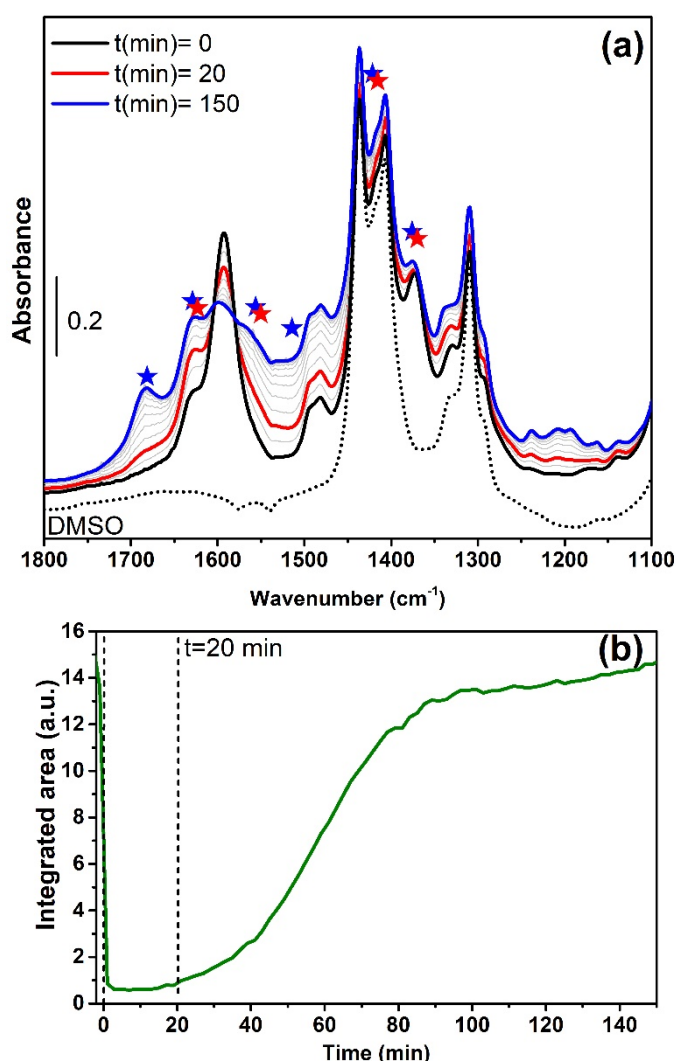 (a)
t(min)= 0
t(min)= 20
t(min)= 150
Absorbance
0.2
DMSO
1800 1700 1600 1500 1400 1300 1200 1100
Wavenumber (cm⁻¹)
(b)
t=20 min
Integrated area (a.u.)
16
14
12
10
8
6
4
2
0
0 20 40 60 80 100 120 140
Time (min)